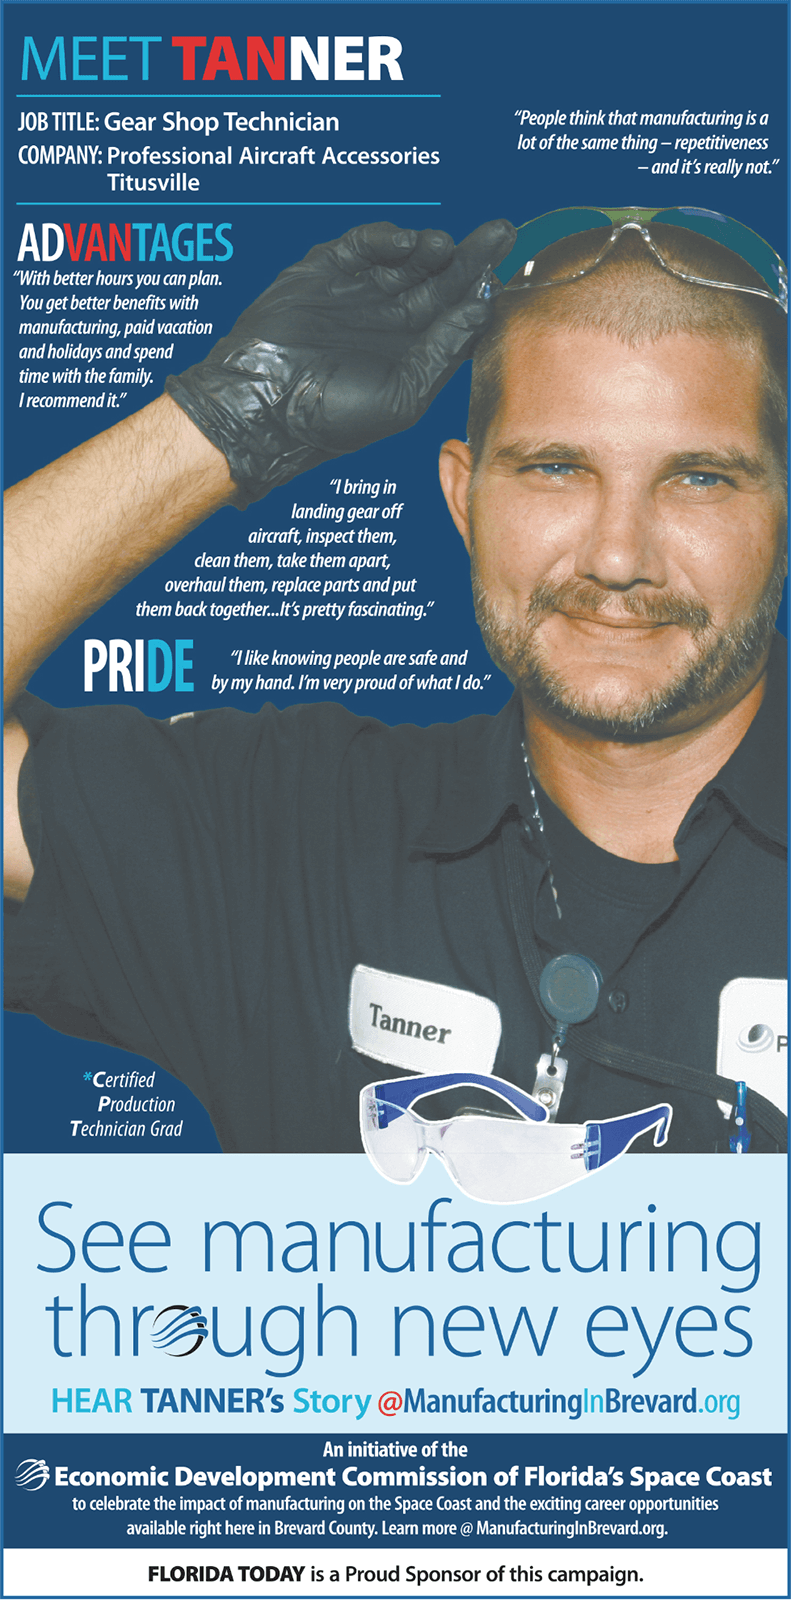 MEET TANNER
JOB TITLE: Gear Shop Technician
COMPANY: Professional Aircraft Accessories
Titusville
“People think that manufacturing is a
lot of the same thing – repetitiveness
– and it’s really not.”
ADVANTAGES
“With better hours you can plan.
You get better benefits with
manufacturing, paid vacation
and holidays and spend
time with the family.
I recommend it.”
“I bring in
landing gear off
aircraft, inspect them,
clean them, take them apart,
overhaul them, replace parts and put
them back together...It’s pretty fascinating.”
PRIDE
“I like knowing people are safe and
by my hand. I’m very proud of what I do.”
Tanner
P
*Certified
Production
Technician Grad
See manufacturing
through new eyes
HEAR TANNER’s Story @ManufacturingInBrevard.org
An initiative of the
Economic Development Commission of Florida’s Space Coast
to celebrate the impact of manufacturing on the Space Coast and the exciting career opportunities
available right here in Brevard County. Learn more @ ManufacturingInBrevard.org.
FLORIDA TODAY is a Proud Sponsor of this campaign.